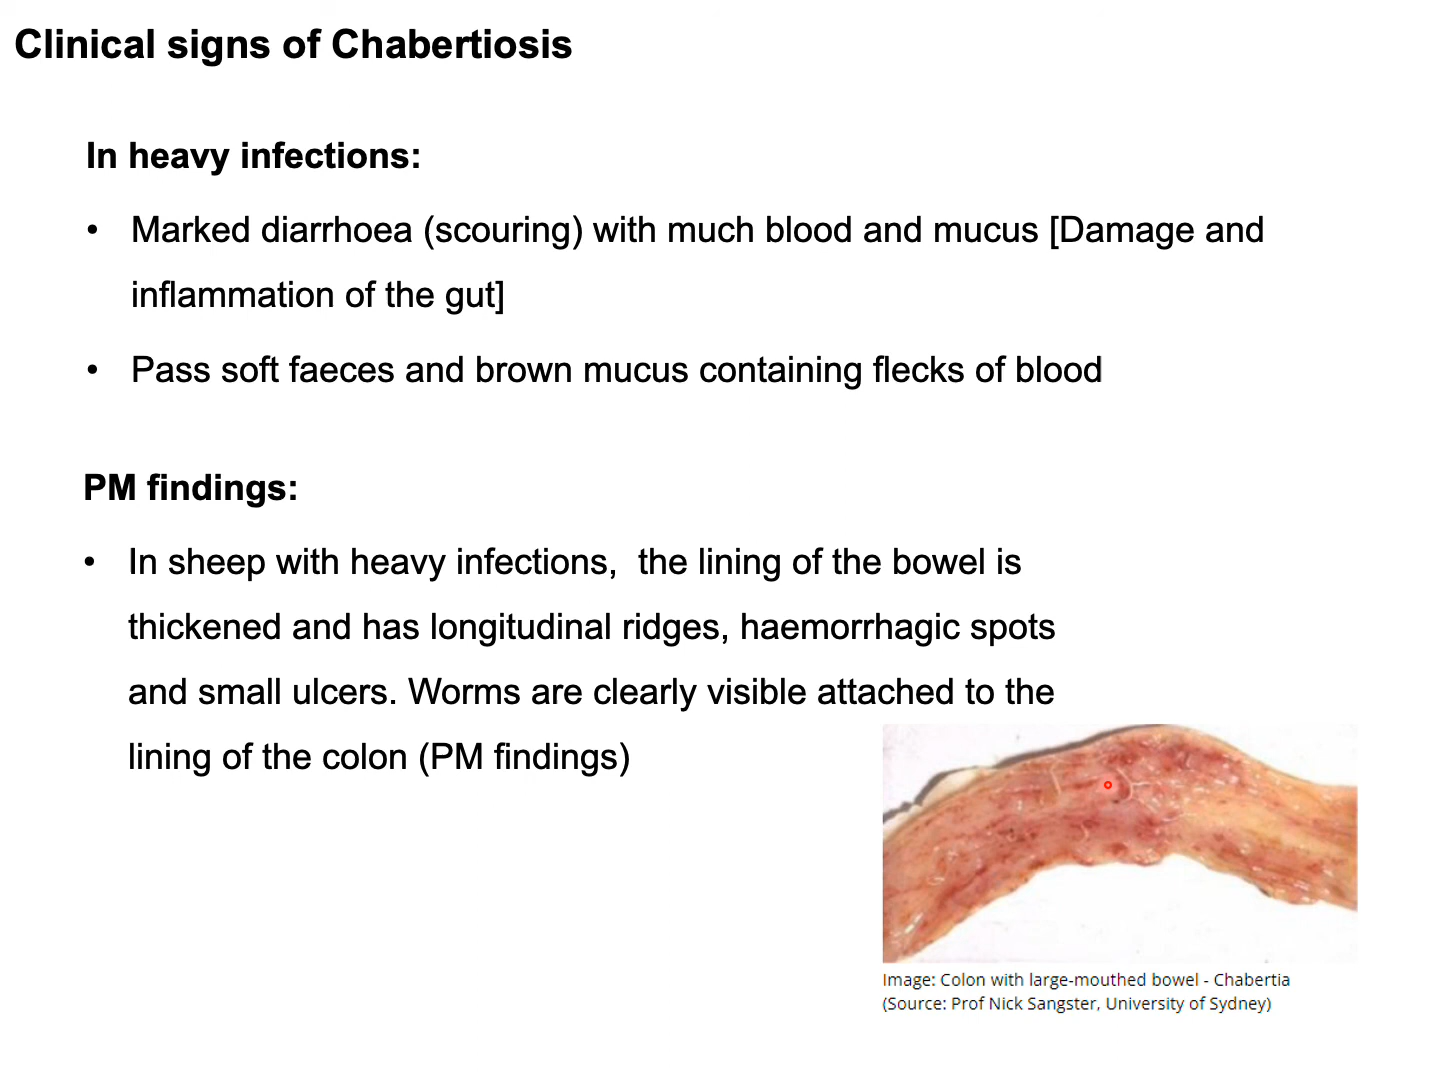 Clinical signs of Chabertiosis
In heavy infections:
• Marked diarrhoea (scouring) with much blood and mucus [Damage and
inflammation of the gut]
• Pass soft faeces and brown mucus containing flecks of blood
PM findings:
• In sheep with heavy infections,  the lining of the bowel is
thickened and has longitudinal ridges, haemorrhagic spots
and small ulcers. Worms are clearly visible attached to the
lining of the colon (PM findings)
Image: Colon with large-mouthed bowel - Chabertia
(Source: Prof Nick Sangster, University of Sydney)